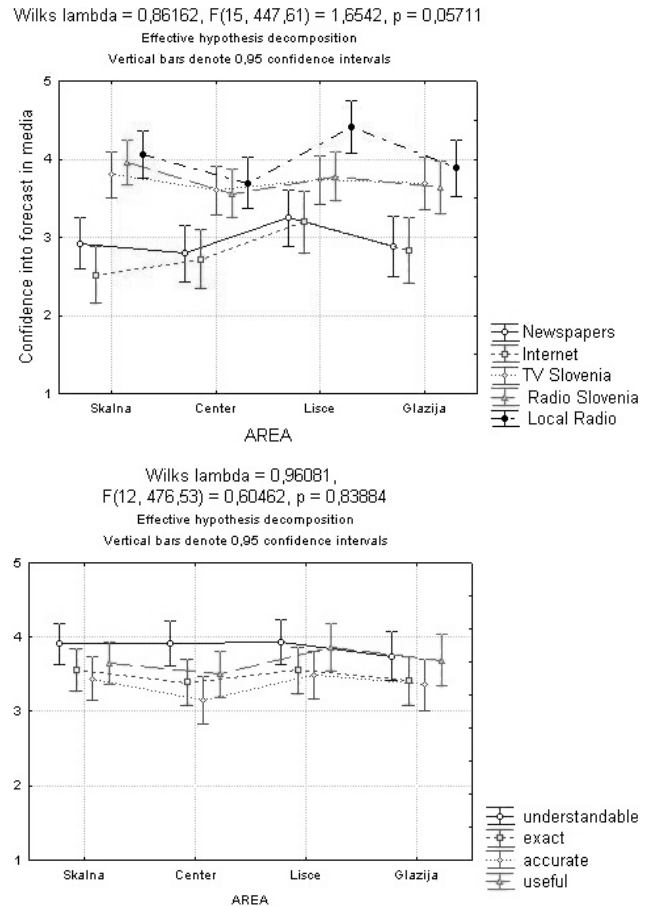 Wilks lambda = 0,86162, F(15, 447,61) = 1,6542, p = 0,05711
Effective hypothesis decomposition
Vertical bars denote 0,95 confidence intervals
Confidence into forecast in media
5
4
3
2
1
Skalna
Center
Lisce
Glazija
AREA
Newspapers
Internet
TV Slovenia
Radio Slovenia
Local Radio
Wilks lambda = 0,96081,
F(12, 476,53) = 0,60462, p = 0,83884
Effective hypothesis decomposition
Vertical bars denote 0,95 confidence intervals
5
4
3
2
1
Skalna
Center
Lisce
Glazija
AREA
understandable
exact
accurate
useful